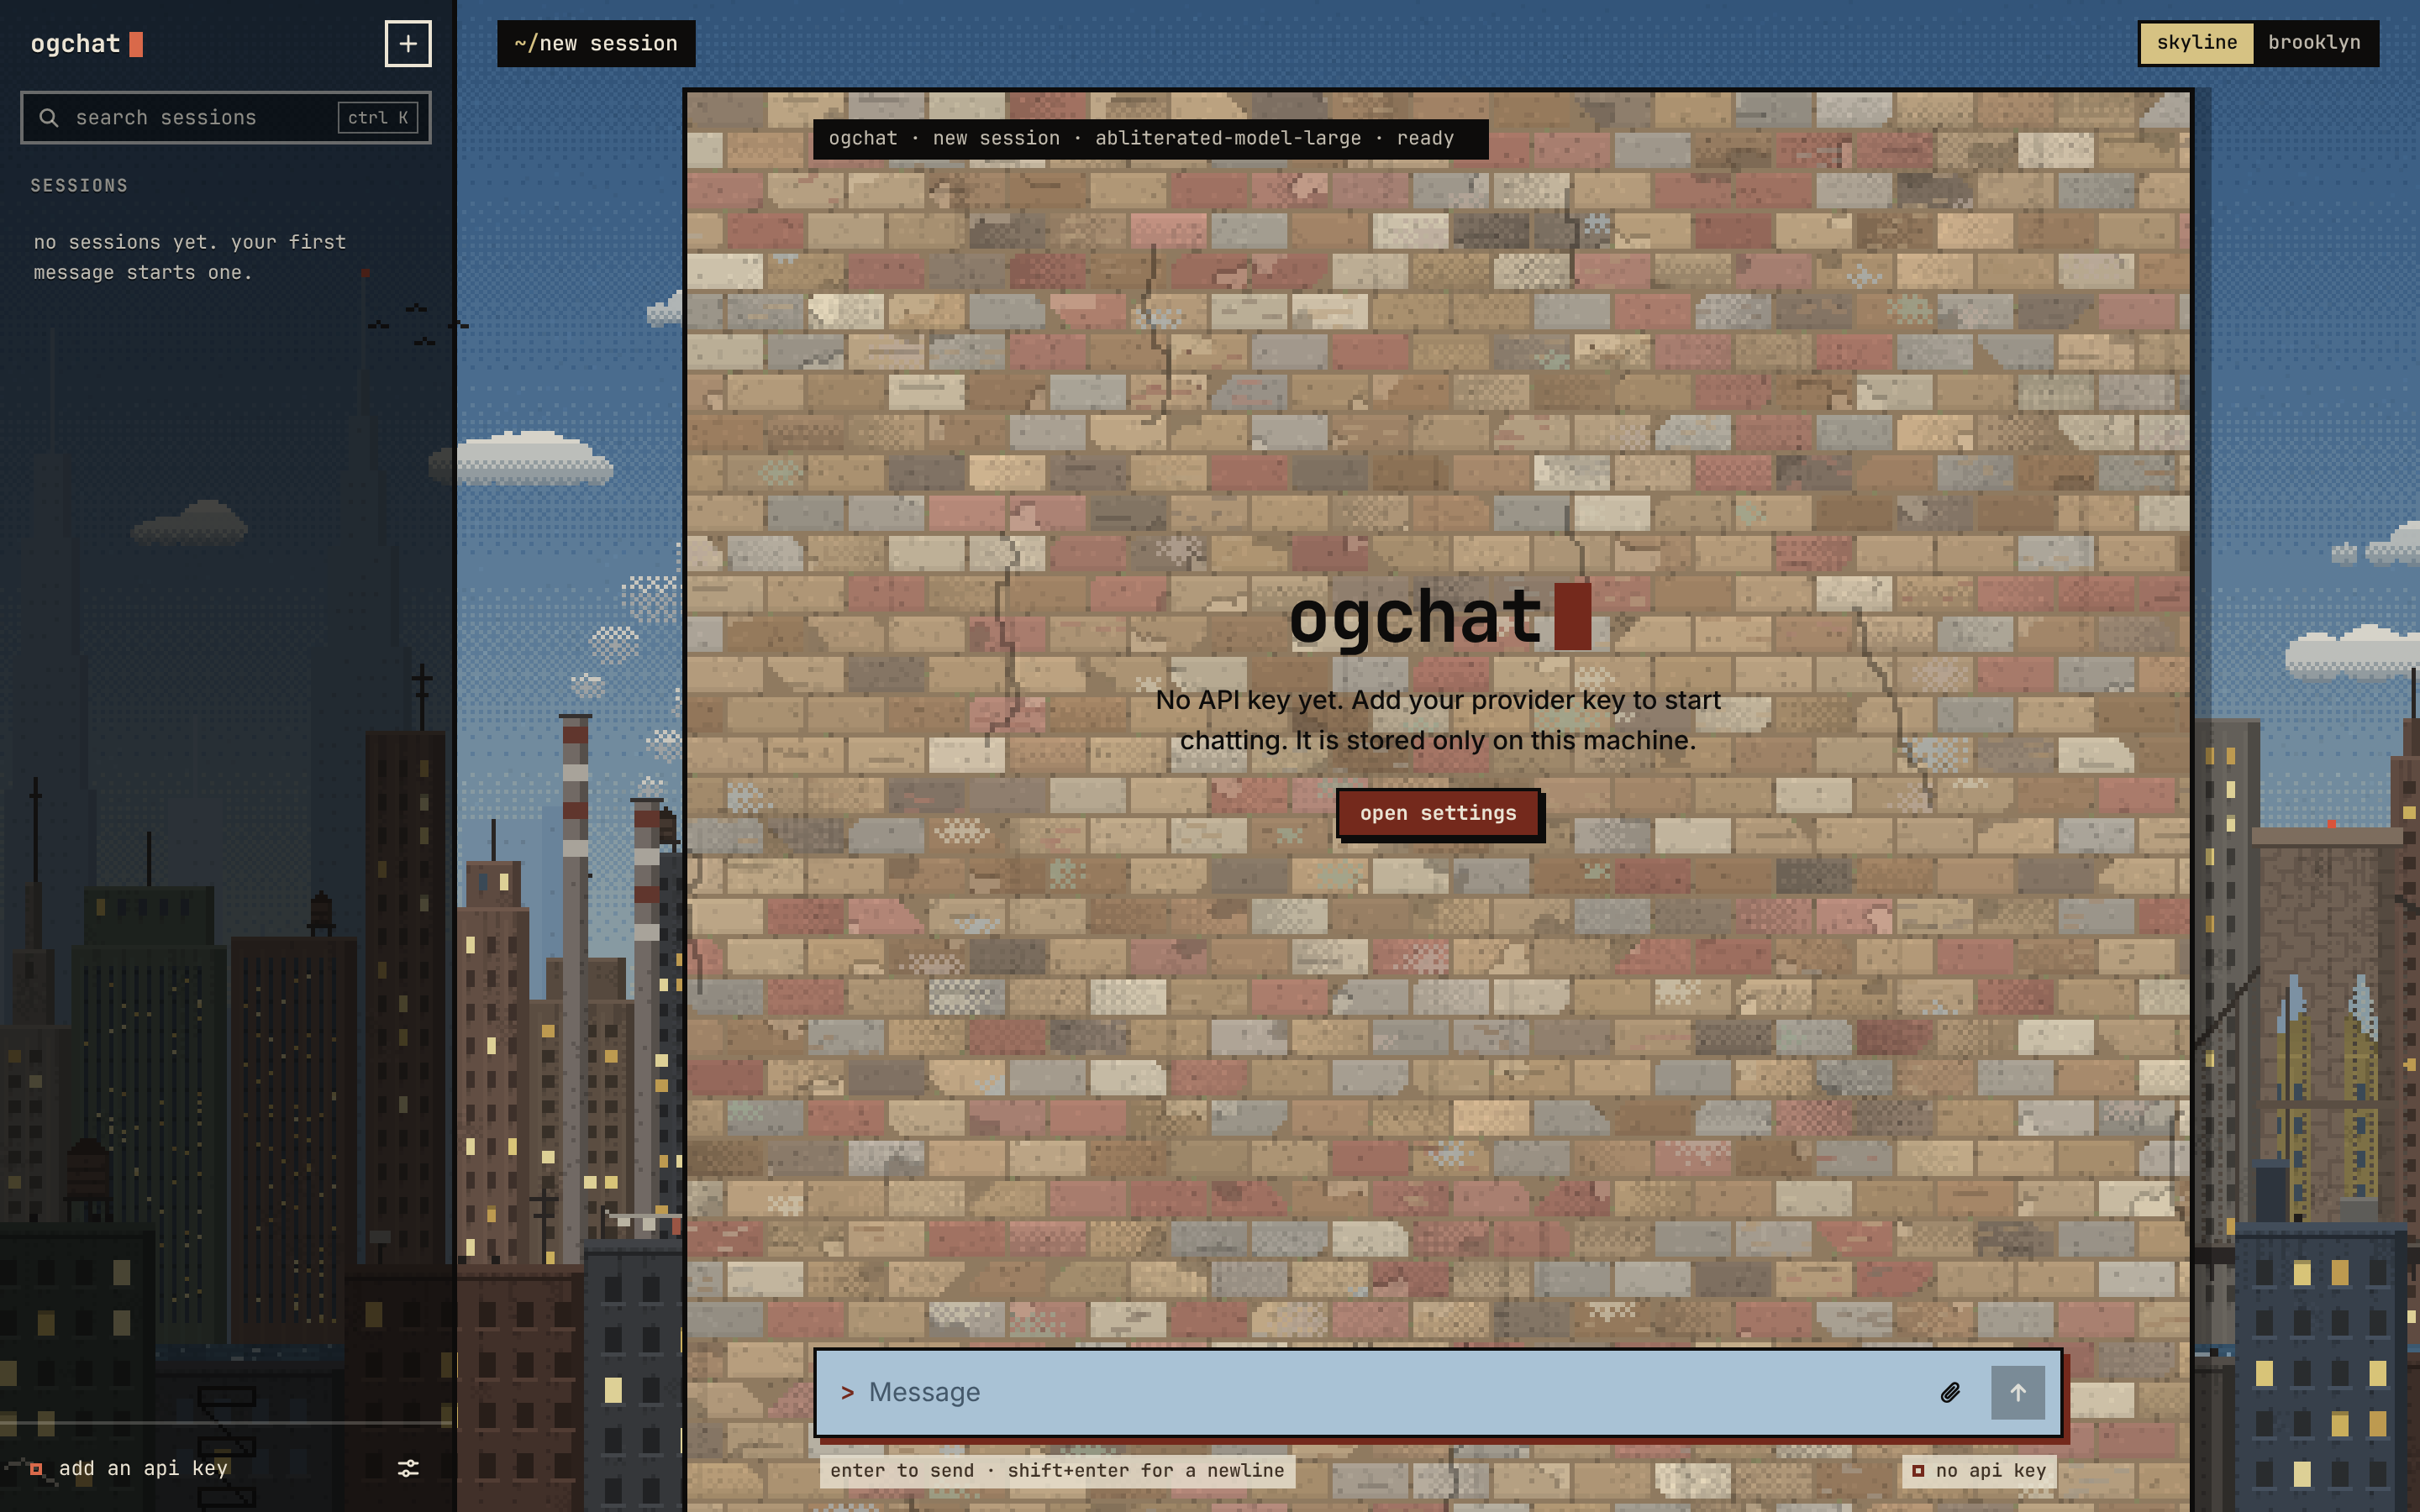 ogchat
+
search sessions ctrl K
SESSIONS
no sessions yet. your first
message starts one.
add an api key
~/new session
skyline brooklyn
ogchat · new session · abliterated-model-large · ready
ogchat
No API key yet. Add your provider key to start
chatting. It is stored only on this machine.
open settings
> Message
enter to send · shift+enter for a newline
no api key